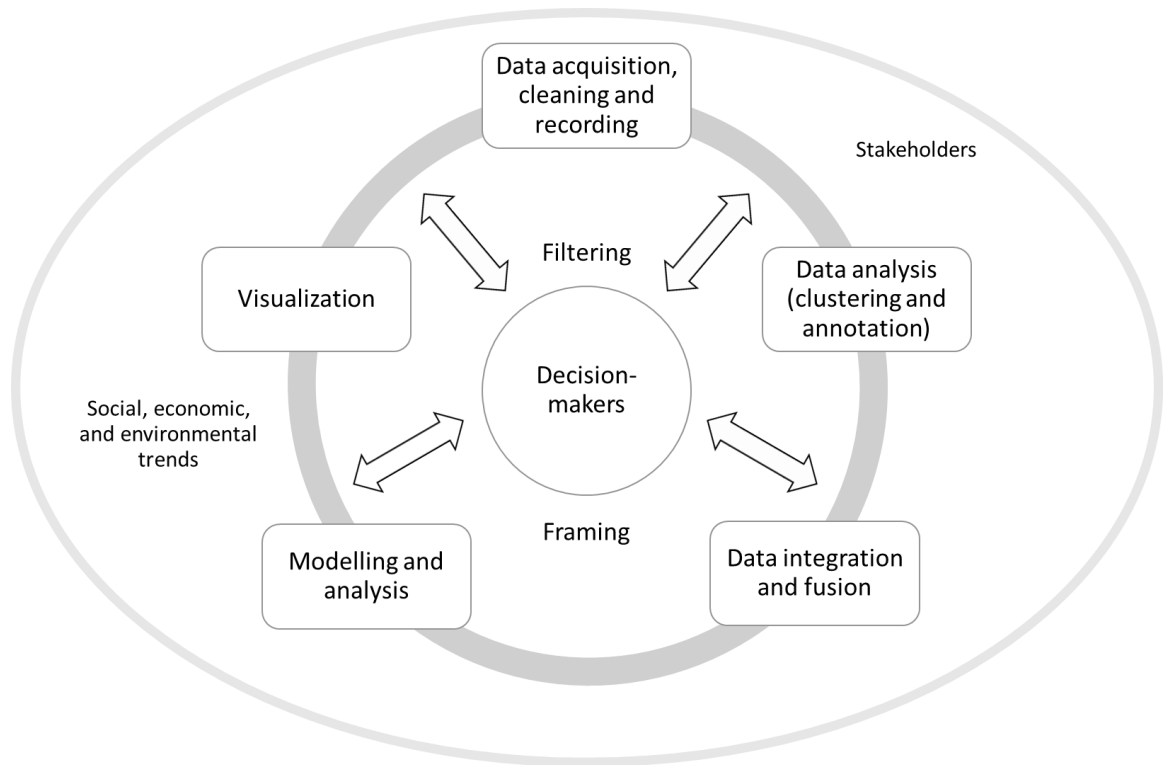 Data acquisition,
cleaning and
recording
Stakeholders
Filtering
Visualization
Data analysis
(clustering and
annotation)
Decision-
makers
Social, economic,
and environmental
trends
Framing
Modelling and
analysis
Data integration
and fusion